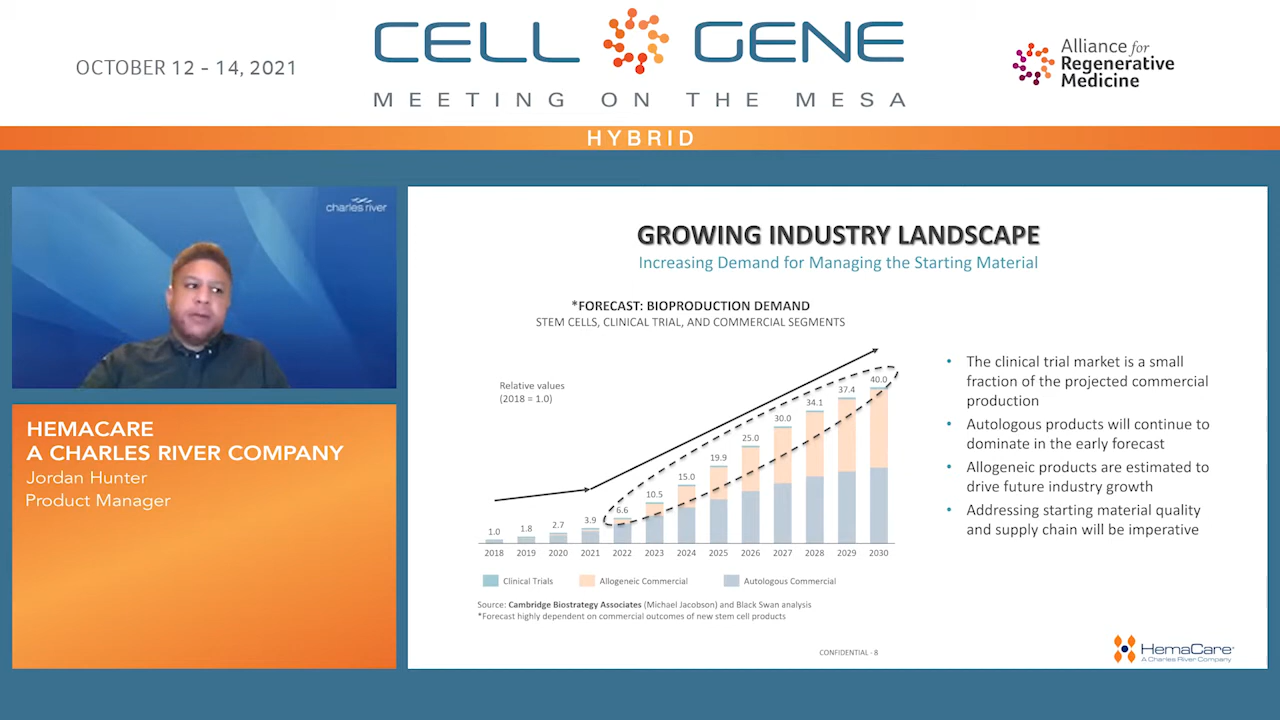 OCTOBER 12 - 14, 2021
CELL GENE
MEETING ON THE MESA
Alliance for
Regenerative
Medicine
HYBRID
charles river
HEMACARE
A CHARLES RIVER COMPANY
Jordan Hunter
Product Manager
GROWING INDUSTRY LANDSCAPE
Increasing Demand for Managing the Starting Material
*FORECAST: BIOPRODUCTION DEMAND
STEM CELLS, CLINICAL TRIAL, AND COMMERCIAL SEGMENTS
Relative values
(2018 = 1.0)
1.0 1.8 2.7 3.9 6.6 10.5 15.0 19.9 25.0 30.0 34.1 37.4 40.0
2018 2019 2020 2021 2022 2023 2024 2025 2026 2027 2028 2029 2030
Clinical Trials Allogeneic Commercial Autologous Commercial
Source: Cambridge Biostrategy Associates (Michael Jacobson) and Black Swan analysis
*Forecast highly dependent on commercial outcomes of new stem cell products
• The clinical trial market is a small
fraction of the projected commercial
production
• Autologous products will continue to
dominate in the early forecast
• Allogeneic products are estimated to
drive future industry growth
• Addressing starting material quality
and supply chain will be imperative
CONFIDENTIAL - 8
HemaCare
A Charles River Company